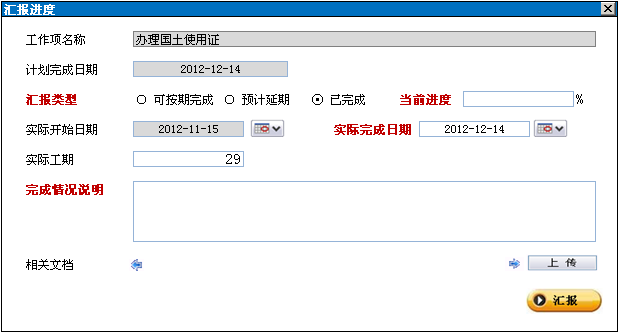 汇报进度
工作项名称 办理国土使用证
计划完成日期 2012-12-14
汇报类型 可按期完成 预计延期 已完成 当前进度 %
实际开始日期 2012-11-15 实际完成日期 2012-12-14
实际工期 29
完成情况说明
相关文档 上传
汇报